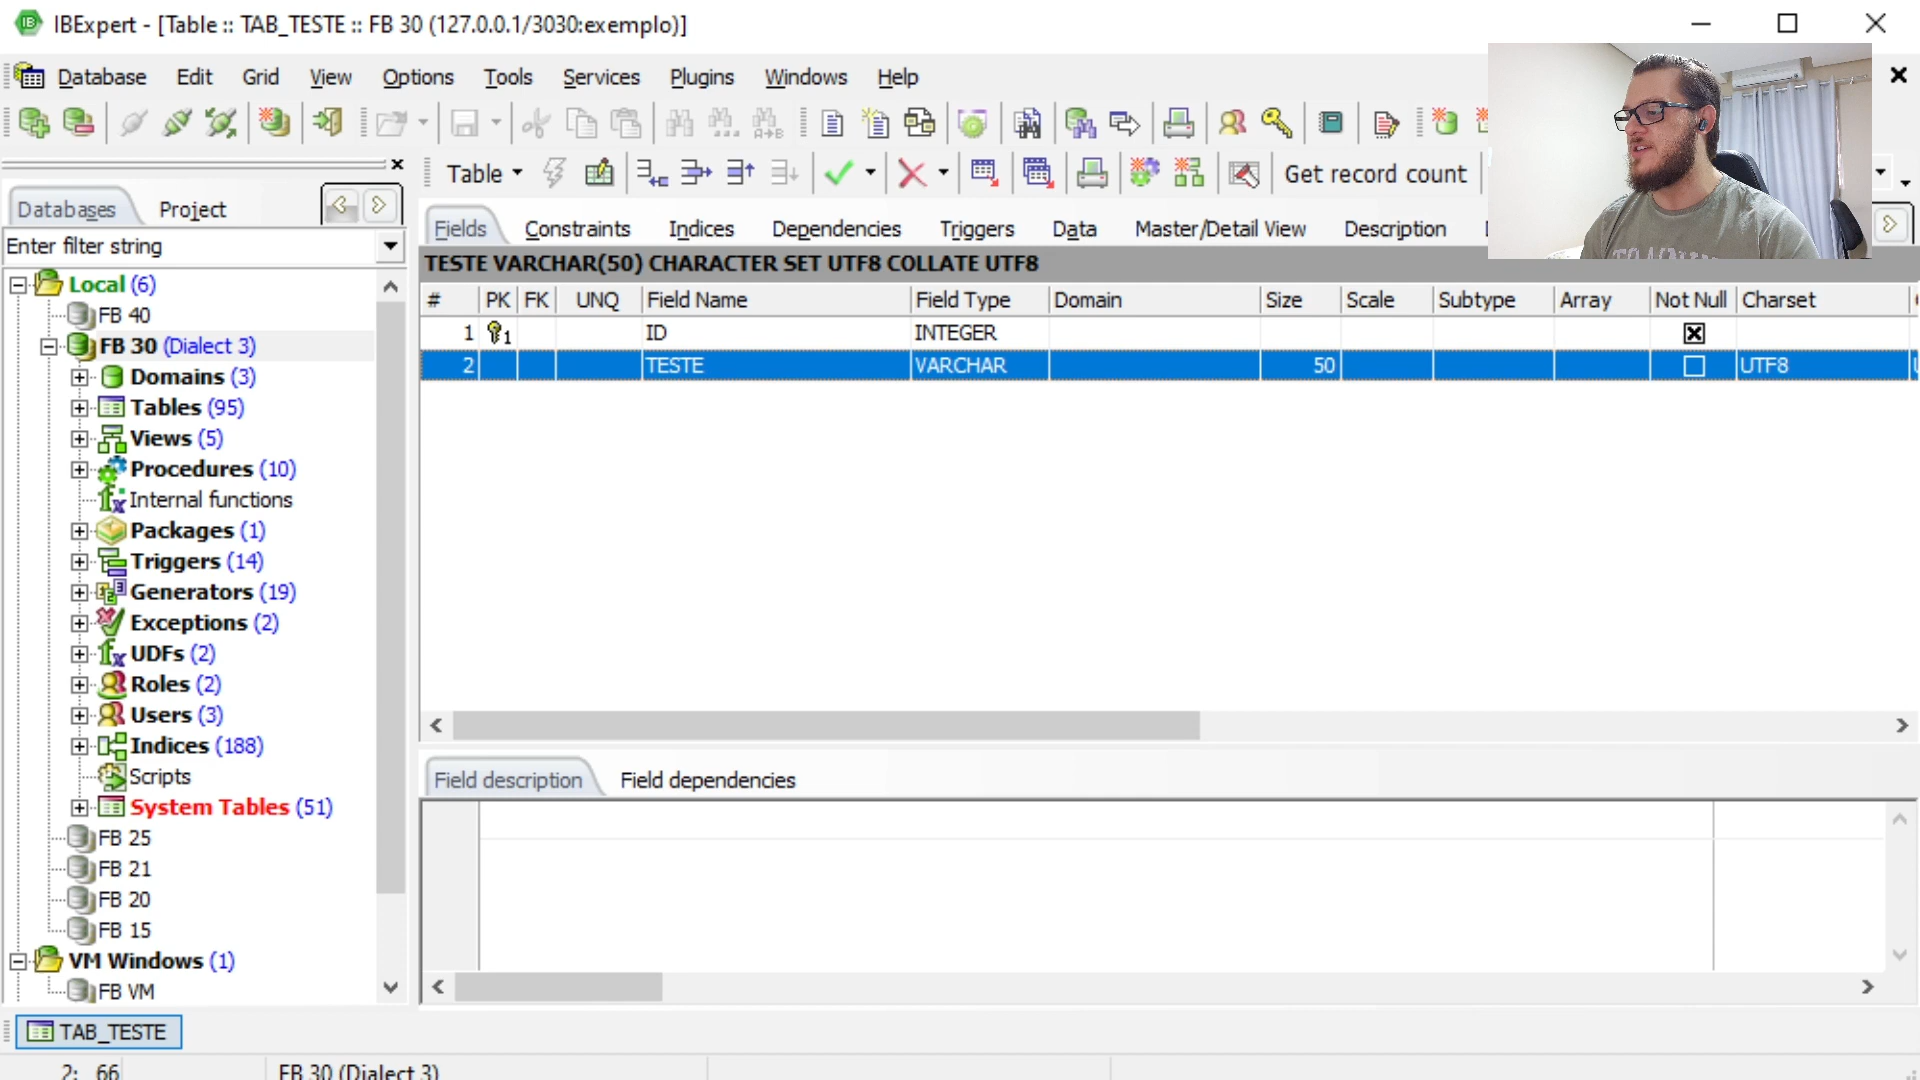 IBExpert - [Table :: TAB_TESTE :: FB 30 (127.0.0.1/3030:exemplo)]
Database Edit Grid View Options Tools Services Plugins Windows Help
Table Get record count
Databases Project
Enter filter string
Local (6)
FB 40
FB 30 (Dialect 3)
Domains (3)
Tables (95)
Views (5)
Procedures (10)
Internal functions
Packages (1)
Triggers (14)
Generators (19)
Exceptions (2)
UDFs (2)
Roles (2)
Users (3)
Indices (188)
Scripts
System Tables (51)
FB 25
FB 21
FB 20
FB 15
VM Windows (1)
FB VM
Fields Constraints Indices Dependencies Triggers Data Master/Detail View Description
TESTE VARCHAR(50) CHARACTER SET UTF8 COLLATE UTF8
# PK FK UNQ Field Name Field Type Domain Size Scale Subtype Array Not Null Charset
1 1 ID INTEGER
2 TESTE VARCHAR 50 UTF8
Field description Field dependencies
TAB_TESTE
2: 66 FB 30 (Dialect 3)